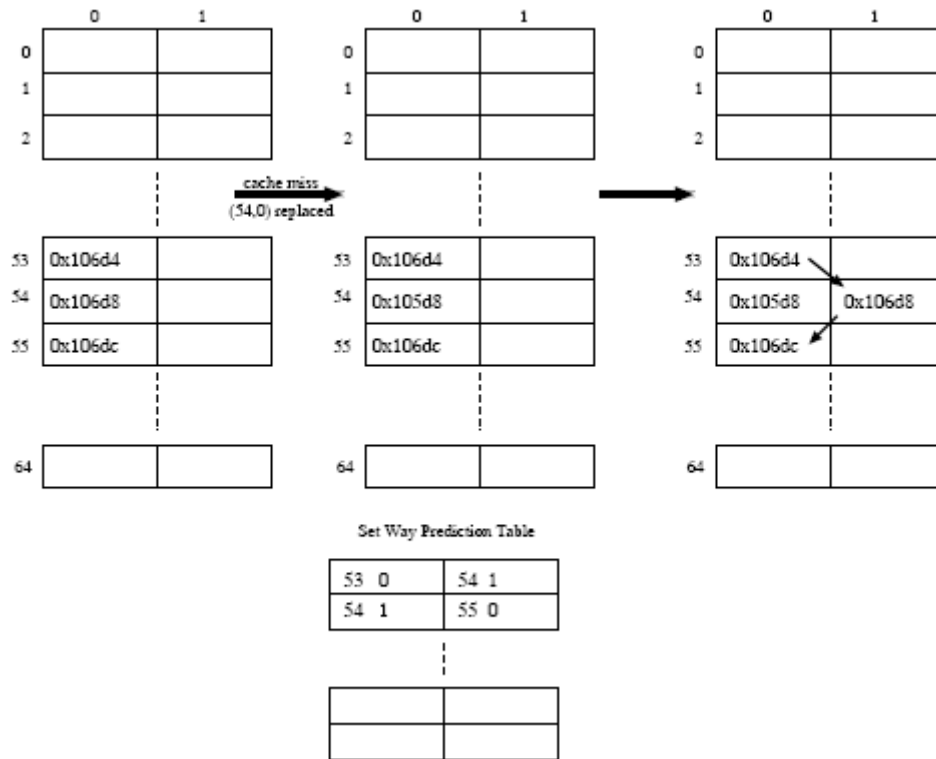 0 1 0 1 0 1
0 0 0
1 1 1
2 2 2
cache miss
(54,0) replaced
53 0x106d4 53 0x106d4 53 0x106d4
54 0x106d8 54 0x105d8 54 0x105d8 0x106d8
55 0x106dc 55 0x106dc 55 0x106dc
64 64 64
Set Way Prediction Table
53 0 54 1
54 1 55 0